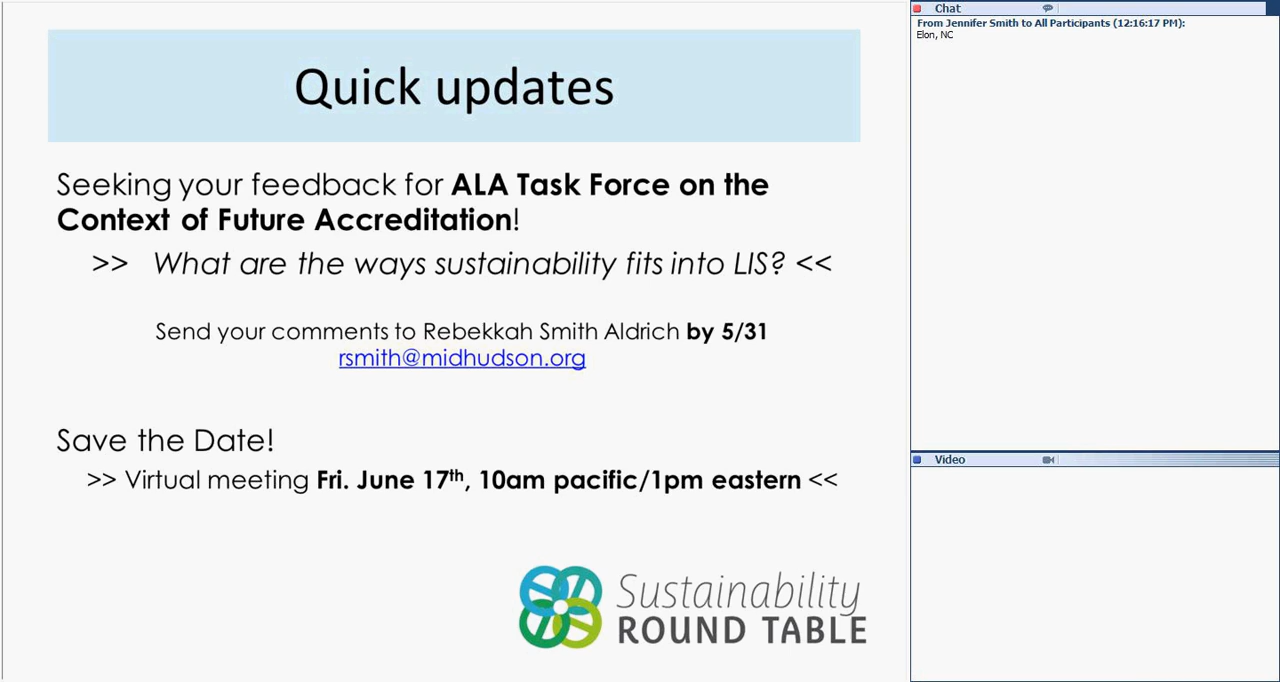 Quick updates
Seeking your feedback for ALA Task Force on the
Context of Future Accreditation!
>> What are the ways sustainability fits into LIS? <<
Send your comments to Rebekkah Smith Aldrich by 5/31
rsmith@midhudson.org
Save the Date!
>> Virtual meeting Fri. June 17th, 10am pacific/1pm eastern <<
Sustainability
ROUND TABLE
Chat
From Jennifer Smith to All Participants (12:16:17 PM):
Elon, NC
Video